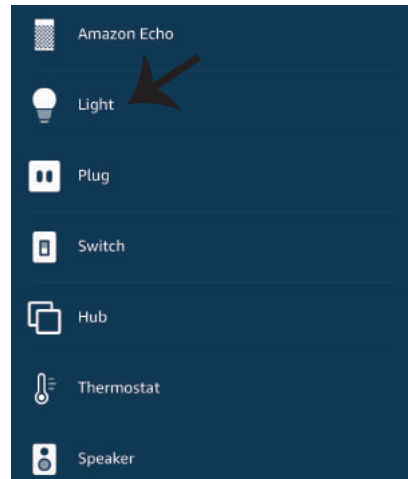 Amazon Echo
Light
Plug
Switch
Hub
Thermostat
Speaker